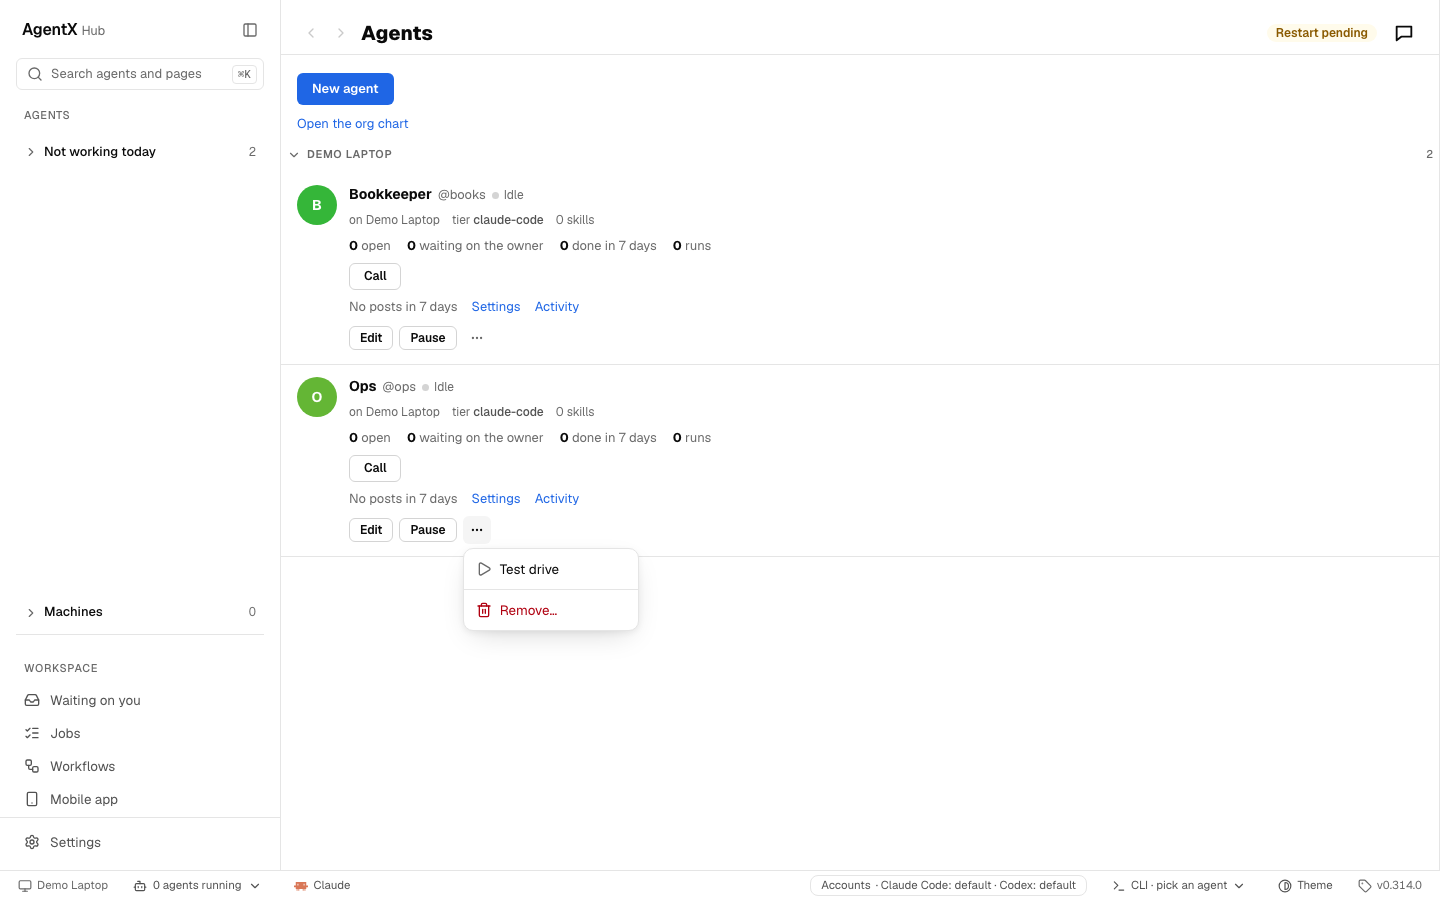 AgentX Hub
Search agents and pages ⌘K
AGENTS
Not working today 2
Machines 0
WORKSPACE
Waiting on you
Jobs
Workflows
Mobile app
Settings
Agents
Restart pending
New agent
Open the org chart
DEMO LAPTOP 2
B
Bookkeeper @books Idle
on Demo Laptop tier claude-code 0 skills
0 open 0 waiting on the owner 0 done in 7 days 0 runs
Call
No posts in 7 days Settings Activity
Edit Pause ···
O
Ops @ops Idle
on Demo Laptop tier claude-code 0 skills
0 open 0 waiting on the owner 0 done in 7 days 0 runs
Call
No posts in 7 days Settings Activity
Edit Pause ···
Test drive
Remove…
Demo Laptop 0 agents running Claude Accounts · Claude Code: default · Codex: default CLI · pick an agent Theme v0.314.0